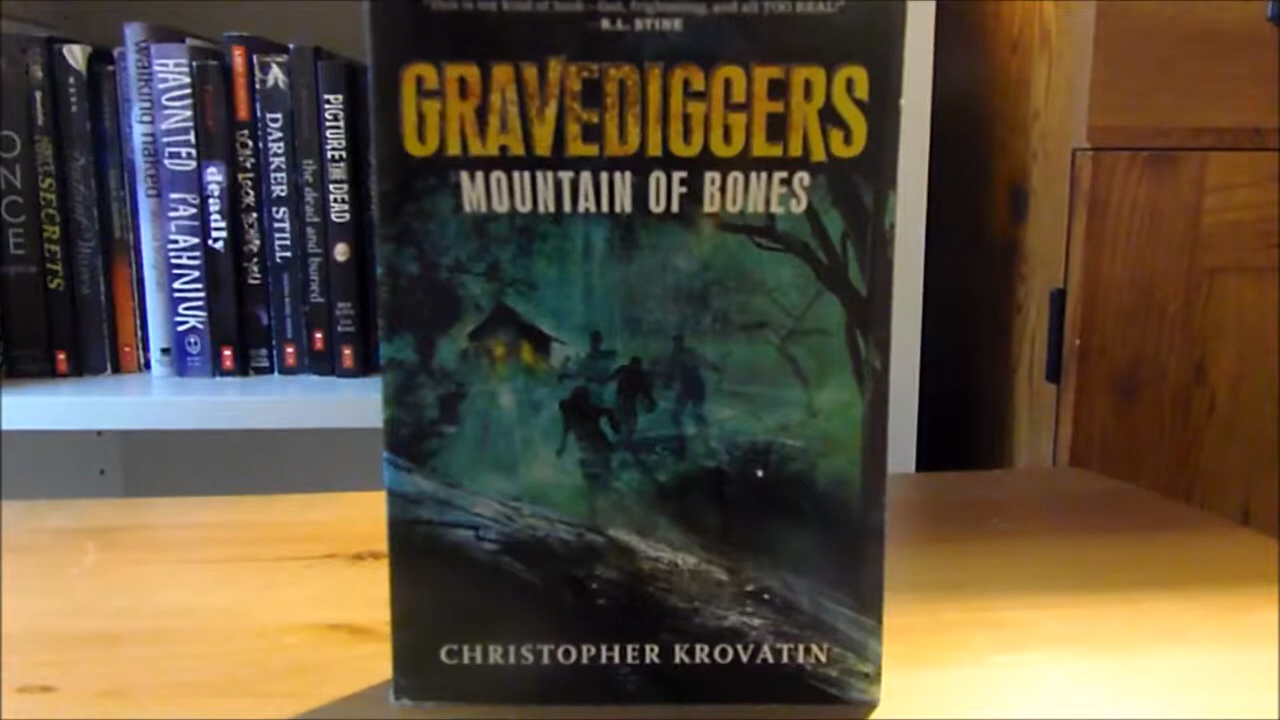 "This is my kind of book—fast, frightening, and all TOO REAL!"
—R.L. STINE
GRAVEDIGGERS
MOUNTAIN OF BONES
CHRISTOPHER KROVATIN
ONCE
SECRETS
walking naked
HAUNTED PALAHNIUK
deadly
DON'T LOOK BEHIND YOU
DARKER STILL
the dead and buried
PICTURE THE DEAD